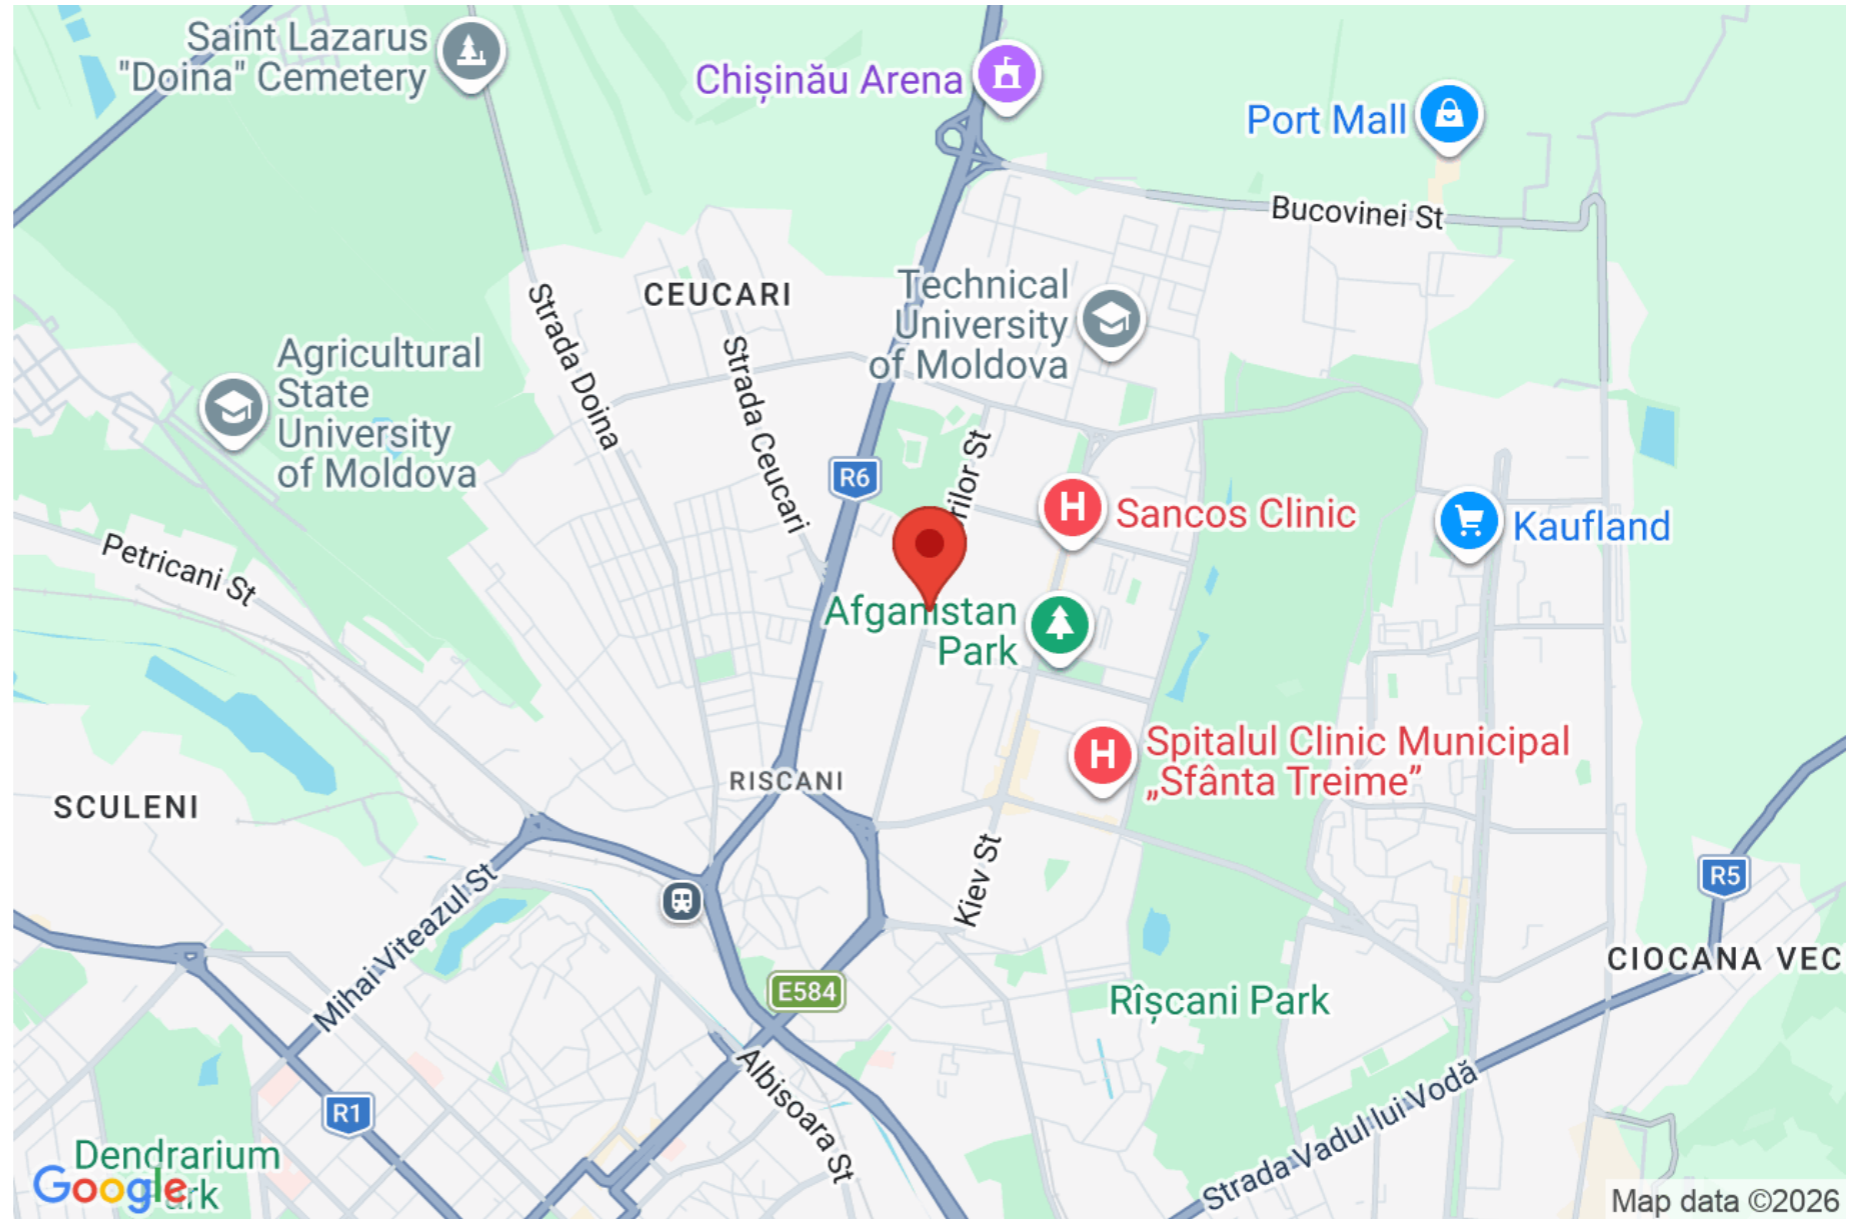 Saint Lazarus
"Doina" Cemetery
Chișinău Arena
Port Mall
Bucovinei St
CEUCARI
Technical
University
of Moldova
Strada Doina
Strada Ceucari
Agricultural
State
University
of Moldova
R6
Sancos Clinic
Kaufland
Petricani St
Afganistan
Park
Spitalul Clinic Municipal
„Sfânta Treime”
RISCANI
SCULENI
Kiev St
R5
Mihai Viteazul St
CIOCANA VEC
E584
Rîșcani Park
R1
Albisoara St
Strada Vadul lui Vodă
Dendrarium
Google
Map data ©2026